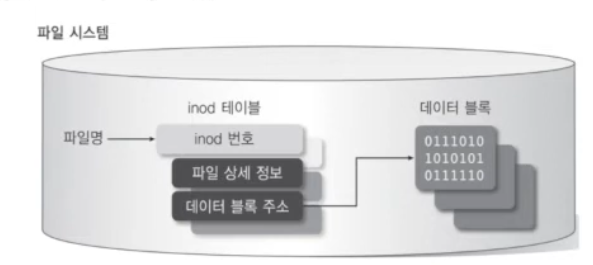 파일 시스템
inod 테이블
데이터 블록
파일명
inod 번호
파일 상세 정보
데이터 블록 주소
0111010
1010101
0111110